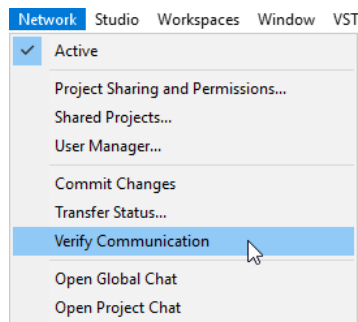 Network Studio Workspaces Window VST
Active
Project Sharing and Permissions...
Shared Projects...
User Manager...
Commit Changes
Transfer Status...
Verify Communication
Open Global Chat
Open Project Chat